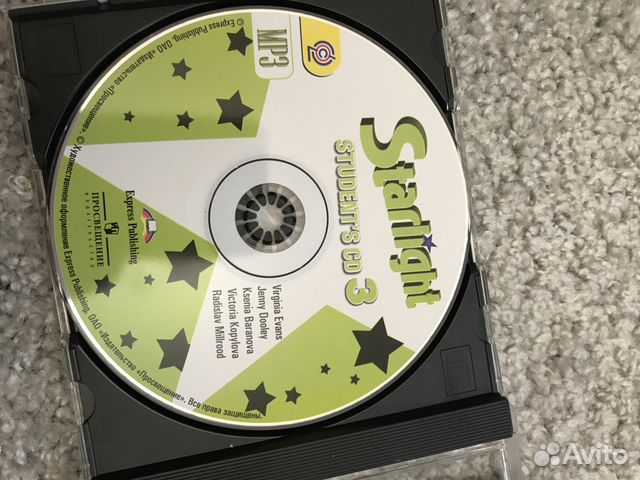 Starlight
STUDENT'S CD 3
MP3
Virginia Evans
Jenny Dooley
Ksenia Baranova
Victoria Kopylova
Radislav Millrood
Express Publishing
ПРОСВЕЩЕНИЕ
ИЗДАТЕЛЬСТВО
© Express Publishing, ОАО «Издательство «Просвещение». © Художественное оформление Express Publishing, ОАО «Издательство «Просвещение». Все права защищены.
Avito